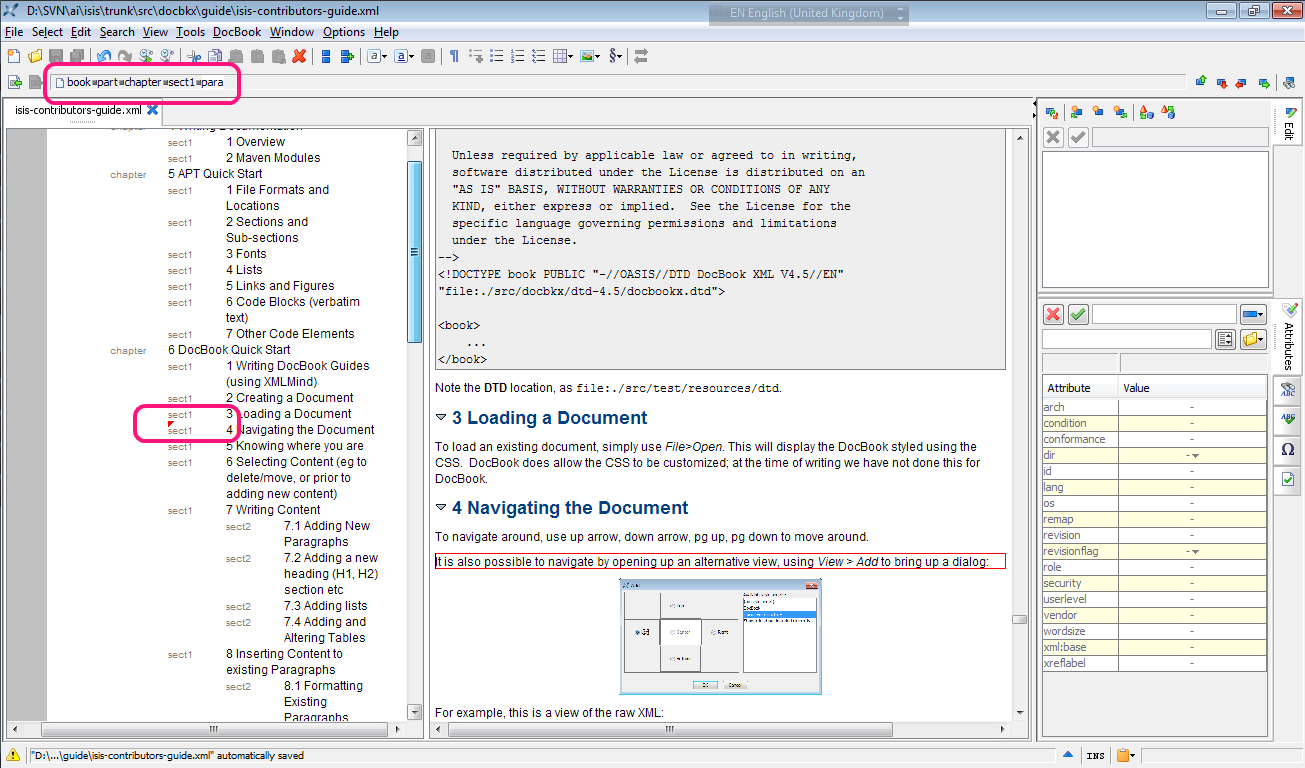 D:\SVN\ai\isis\trunk\src\docbkx\guide\isis-contributors-guide.xml
EN English (United Kingdom)
File Select Edit Search View Tools DocBook Window Options Help
book part chapter sect1 para
isis-contributors-guide.xml
sect1 1 Overview
sect1 2 Maven Modules
chapter 5 APT Quick Start
sect1 1 File Formats and
Locations
sect1 2 Sections and
Sub-sections
sect1 3 Fonts
sect1 4 Lists
sect1 5 Links and Figures
sect1 6 Code Blocks (verbatim
text)
sect1 7 Other Code Elements
chapter 6 DocBook Quick Start
sect1 1 Writing DocBook Guides
(using XMLMind)
sect1 2 Creating a Document
sect1 3 Loading a Document
sect1 4 Navigating the Document
sect1 5 Knowing where you are
sect1 6 Selecting Content (eg to
delete/move, or prior to
adding new content)
sect1 7 Writing Content
sect2 7.1 Adding New
Paragraphs
sect2 7.2 Adding a new
heading (H1, H2)
section etc
sect2 7.3 Adding lists
sect2 7.4 Adding and
Altering Tables
sect1 8 Inserting Content to
existing Paragraphs
sect2 8.1 Formatting
Existing
Paragraphs
Unless required by applicable law or agreed to in writing,
software distributed under the License is distributed on an
"AS IS" BASIS, WITHOUT WARRANTIES OR CONDITIONS OF ANY
KIND, either express or implied.  See the License for the
specific language governing permissions and limitations
under the License.
-->
<!DOCTYPE book PUBLIC "-//OASIS//DTD DocBook XML V4.5//EN"
"file:./src/docbkx/dtd-4.5/docbookx.dtd">
<book>
...
</book>
Note the DTD location, as file:./src/test/resources/dtd.
3 Loading a Document
To load an existing document, simply use File>Open. This will display the DocBook styled using the
CSS.  DocBook does allow the CSS to be customized; at the time of writing we have not done this for
DocBook.
4 Navigating the Document
To navigate around, use up arrow, down arrow, pg up, pg down to move around.
It is also possible to navigate by opening up an alternative view, using View > Add to bring up a dialog:
Add
DocBook
Right
OK Cancel
For example, this is a view of the raw XML:
Edit
Attributes
Attribute Value
arch -
condition -
conformance -
dir -
id -
lang -
os -
remap -
revision -
revisionflag -
role -
security -
userlevel -
vendor -
wordsize -
xml:base -
xreflabel -
ABC
ABC
Ω
"D:\...\guide\isis-contributors-guide.xml" automatically saved
INS